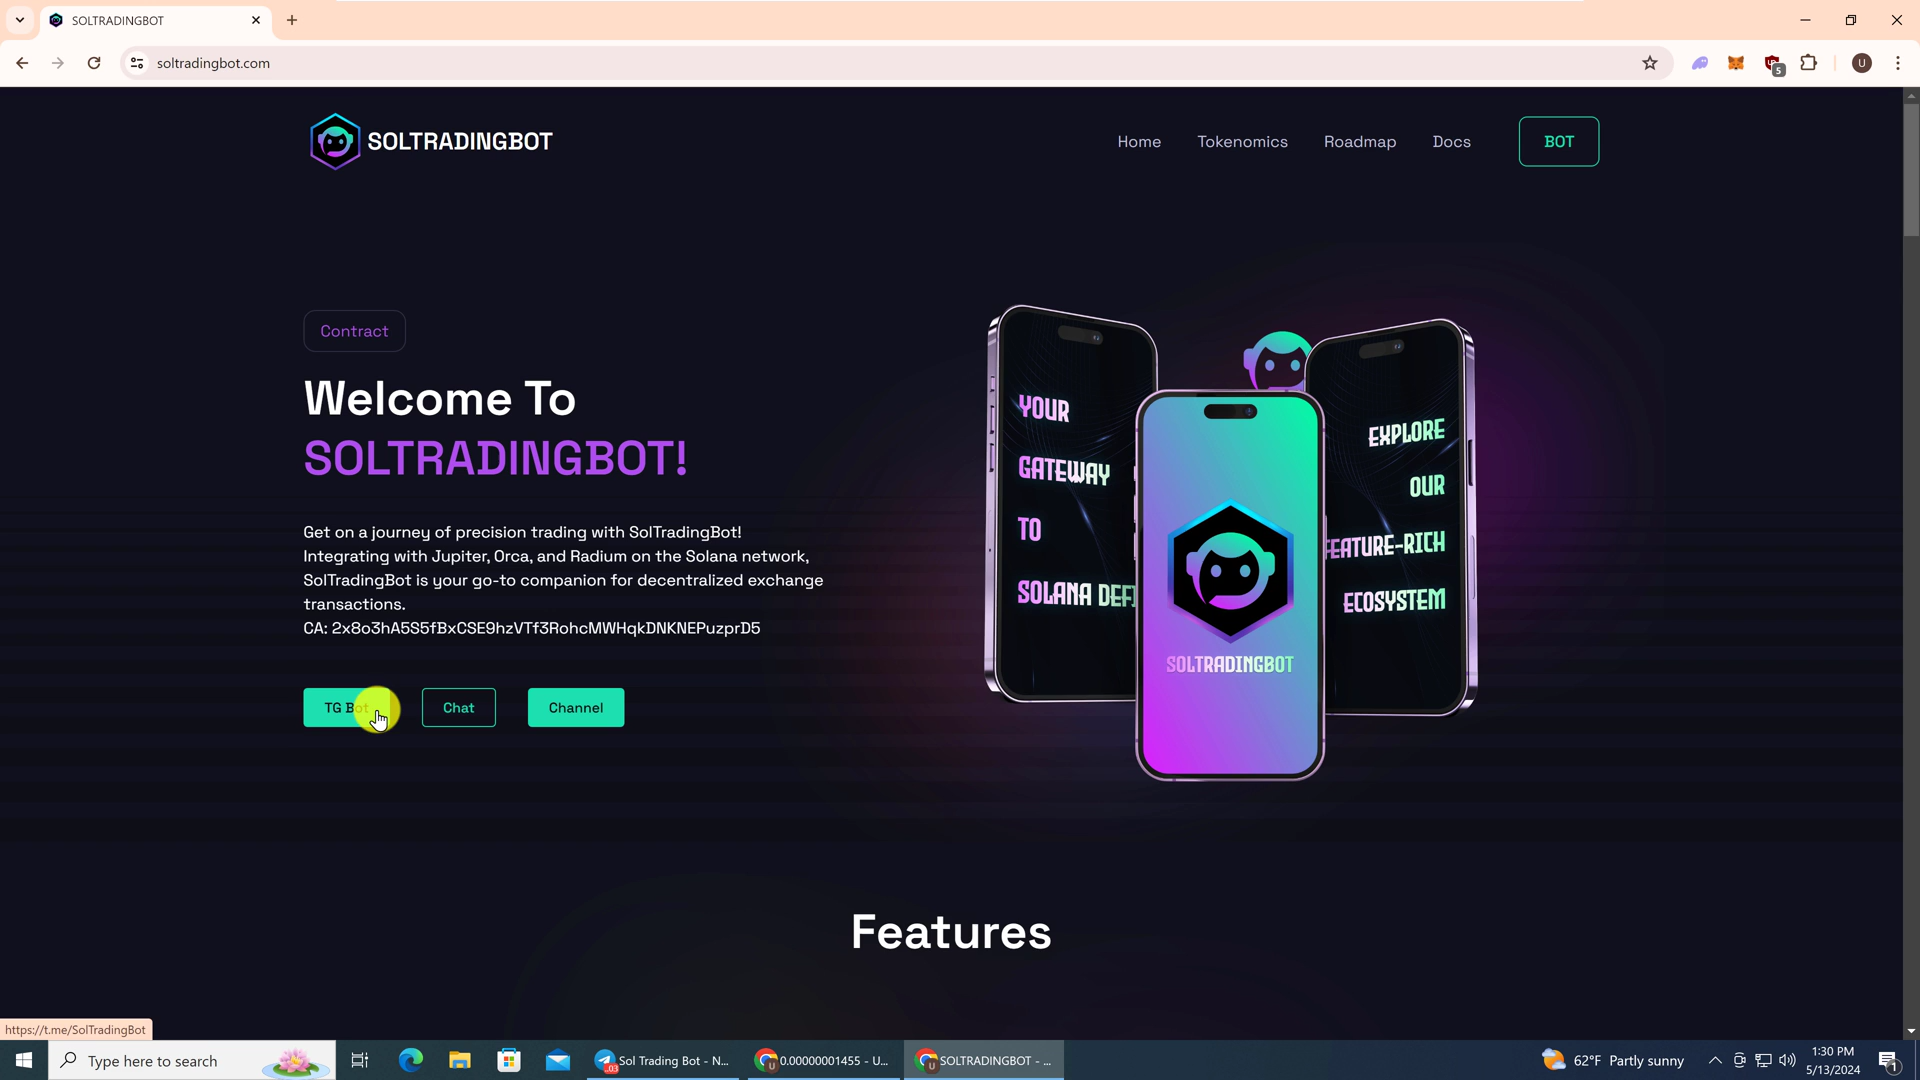 SOLTRADINGBOT
soltradingbot.com
5
U
SOLTRADINGBOT
Home
Tokenomics
Roadmap
Docs
BOT
Contract
Welcome To
SOLTRADINGBOT!
Get on a journey of precision trading with SolTradingBot!
Integrating with Jupiter, Orca, and Radium on the Solana network,
SolTradingBot is your go-to companion for decentralized exchange
transactions.
CA: 2x8o3hA5S5fBxCSE9hzVTf3RohcMWHqkDNKNEPuzprD5
TG Bot
Chat
Channel
YOUR
GATEWAY
TO
SOLANA DEFI
SOLTRADINGBOT
EXPLORE
OUR
FEATURE-RICH
ECOSYSTEM
Features
https://t.me/SolTradingBot
Type here to search
Sol Trading Bot - N...
0.00000001455 - U...
SOLTRADINGBOT - ...
62°F Partly sunny
1:30 PM
5/13/2024
1